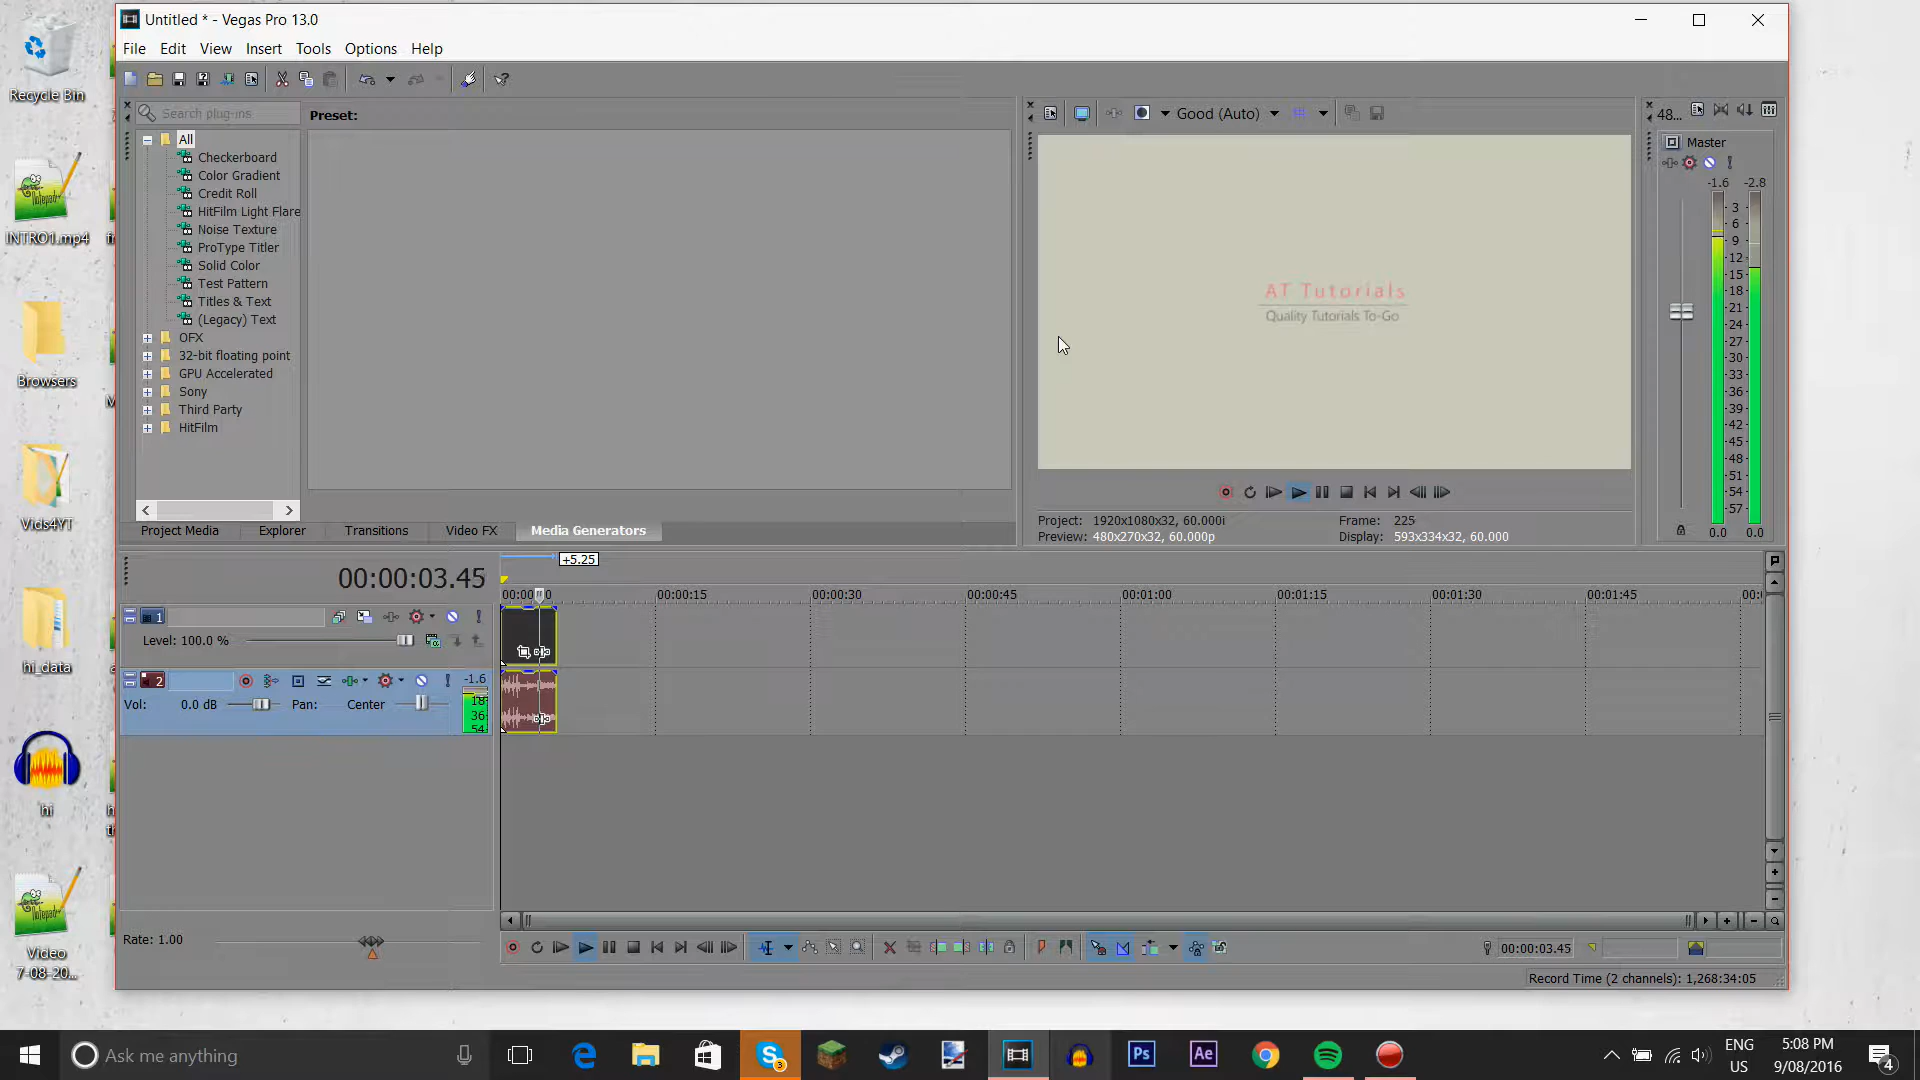 Untitled * - Vegas Pro 13.0
File Edit View Insert Tools Options Help
Search plug-ins
Preset:
All
Checkerboard
Color Gradient
Credit Roll
HitFilm Light Flare
Noise Texture
ProType Titler
Solid Color
Test Pattern
Titles & Text
(Legacy) Text
OFX
32-bit floating point
GPU Accelerated
Sony
Third Party
HitFilm
Project Media Explorer Transitions Video FX Media Generators
Good (Auto)
AT Tutorials
Quality Tutorials To-Go
Project: 1920x1080x32, 60.000i
Preview: 480x270x32, 60.000p
Frame: 225
Display: 593x334x32, 60.000
48...
Master
-1.6 -2.8
3
6
9
12
15
18
21
24
27
30
33
36
39
42
45
48
51
54
57
0.0 0.0
00:00:03.45
+5.25
00:00:15 00:00:30 00:00:45 00:01:00 00:01:15 00:01:30 00:01:45
1
Level: 100.0 %
2
-1.6
18
36
54
Vol: 0.0 dB Pan: Center
Rate: 1.00
00:00:03.45
Record Time (2 channels): 1,268:34:05
Recycle Bin
INTRO1.mp4
Browsers
Vids4YT
hi_data
hi
Video
7-08-20...
Ask me anything
3
Ps
Ae
ENG
US
5:08 PM
9/08/2016
4